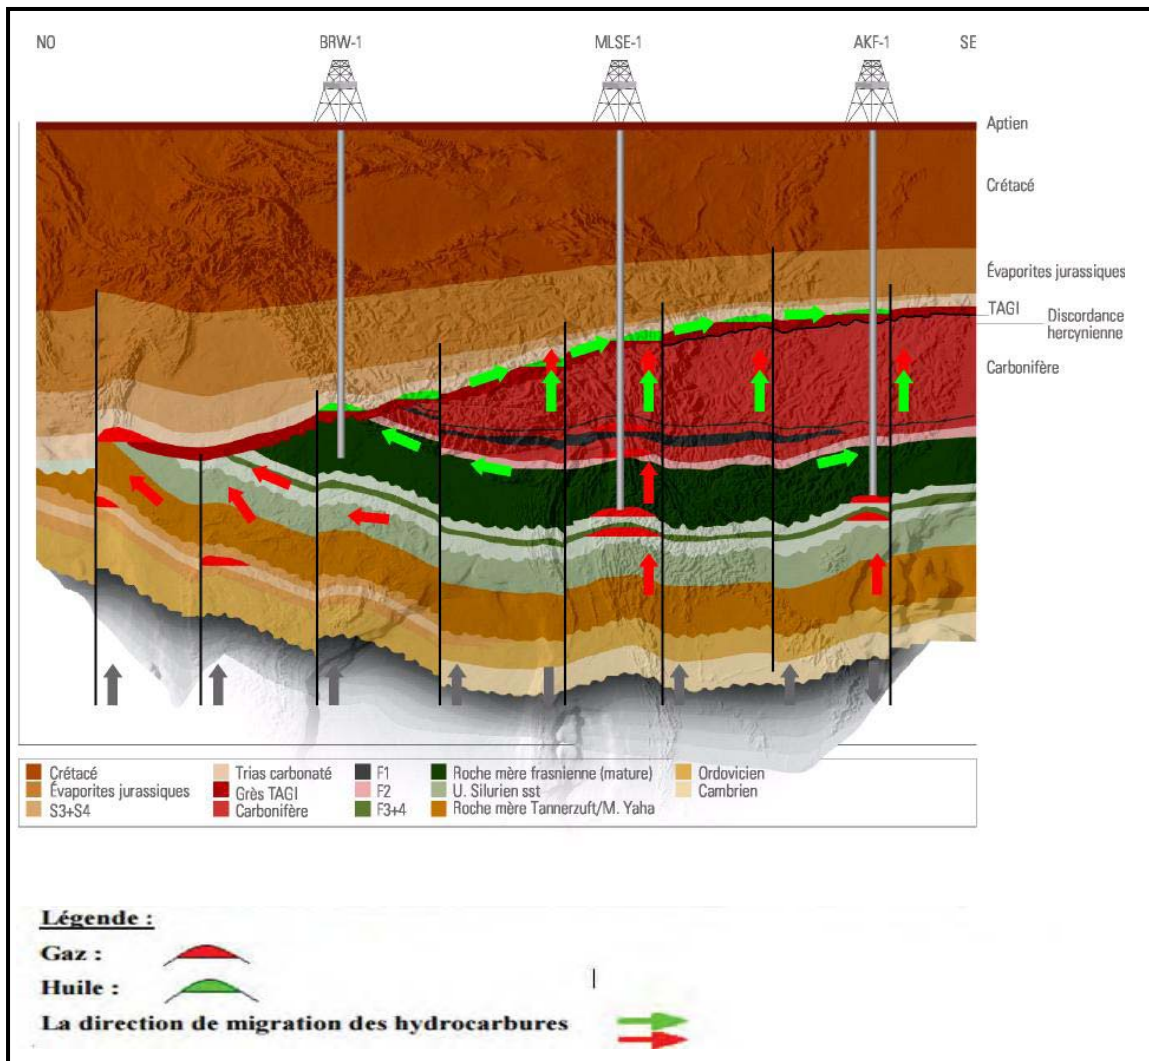 NO BRW-1 MLSE-1 AKF-1 SE
Aptien
Crétacé
Évaporites jurassiques
TAGI
Discordance
hercynienne
Carbonifère
Crétacé Trias carbonaté F1 Roche mère frasnienne (mature) Ordovicien
Évaporites jurassiques Grès TAGI F2 U. Silurien sst Cambrien
S3+S4 Carbonifère F3+4 Roche mère Tannerzuft/M. Yaha
Légende :
Gaz :
Huile :
La direction de migration des hydrocarbures